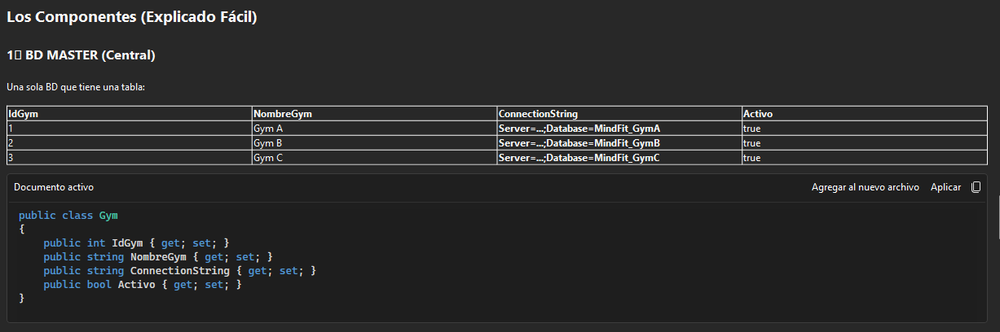 Los Componentes (Explicado Fácil)
1▯ BD MASTER (Central)
Una sola BD que tiene una tabla:
IdGym NombreGym ConnectionString Activo
1 Gym A Server=...;Database=MindFit_GymA true
2 Gym B Server=...;Database=MindFit_GymB true
3 Gym C Server=...;Database=MindFit_GymC true
Documento activo Agregar al nuevo archivo Aplicar
public class Gym
{
    public int IdGym { get; set; }
    public string NombreGym { get; set; }
    public string ConnectionString { get; set; }
    public bool Activo { get; set; }
}